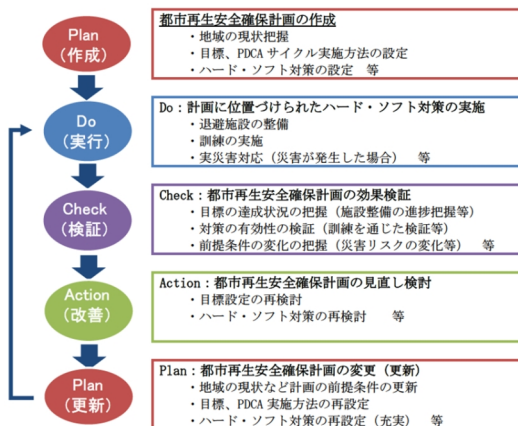 Plan
（作成）
都市再生安全確保計画の作成
・地域の現状把握
・目標、PDCA サイクル実施方法の設定
・ハード・ソフト対策の設定　等
Do
（実行）
Do：計画に位置づけられたハード・ソフト対策の実施
・退避施設の整備
・訓練の実施
・実災害対応（災害が発生した場合）　等
Check
（検証）
Check：都市再生安全確保計画の効果検証
・目標の達成状況の把握（施設整備の進捗把握等）
・対策の有効性の検証（訓練を通じた検証等）
・前提条件の変化の把握（災害リスクの変化等）　等
Action
（改善）
Action：都市再生安全確保計画の見直し検討
・目標設定の再検討
・ハード・ソフト対策の再検討　　等
Plan
（更新）
Plan：都市再生安全確保計画の変更（更新）
・地域の現状など計画の前提条件の更新
・目標、PDCA 実施方法の再設定
・ハード・ソフト対策の再設定（充実）　等